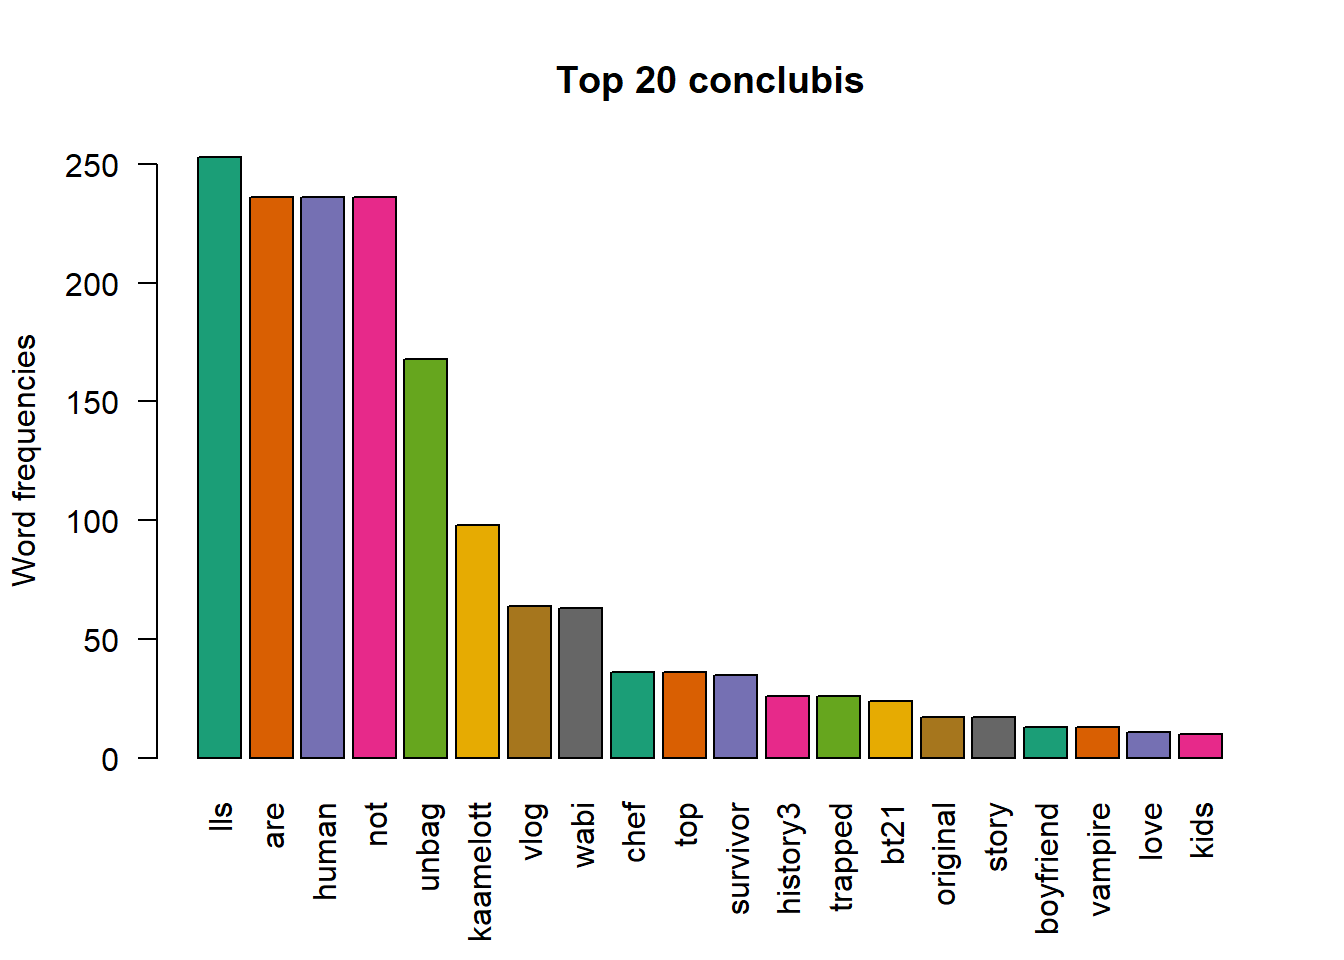 Top 20 conclubis
Word frequencies
250
200
150
100
50
0
lls
are
human
not
unbag
kaamelott
vlog
wabi
chef
top
survivor
history3
trapped
bt21
original
story
boyfriend
vampire
love
kids